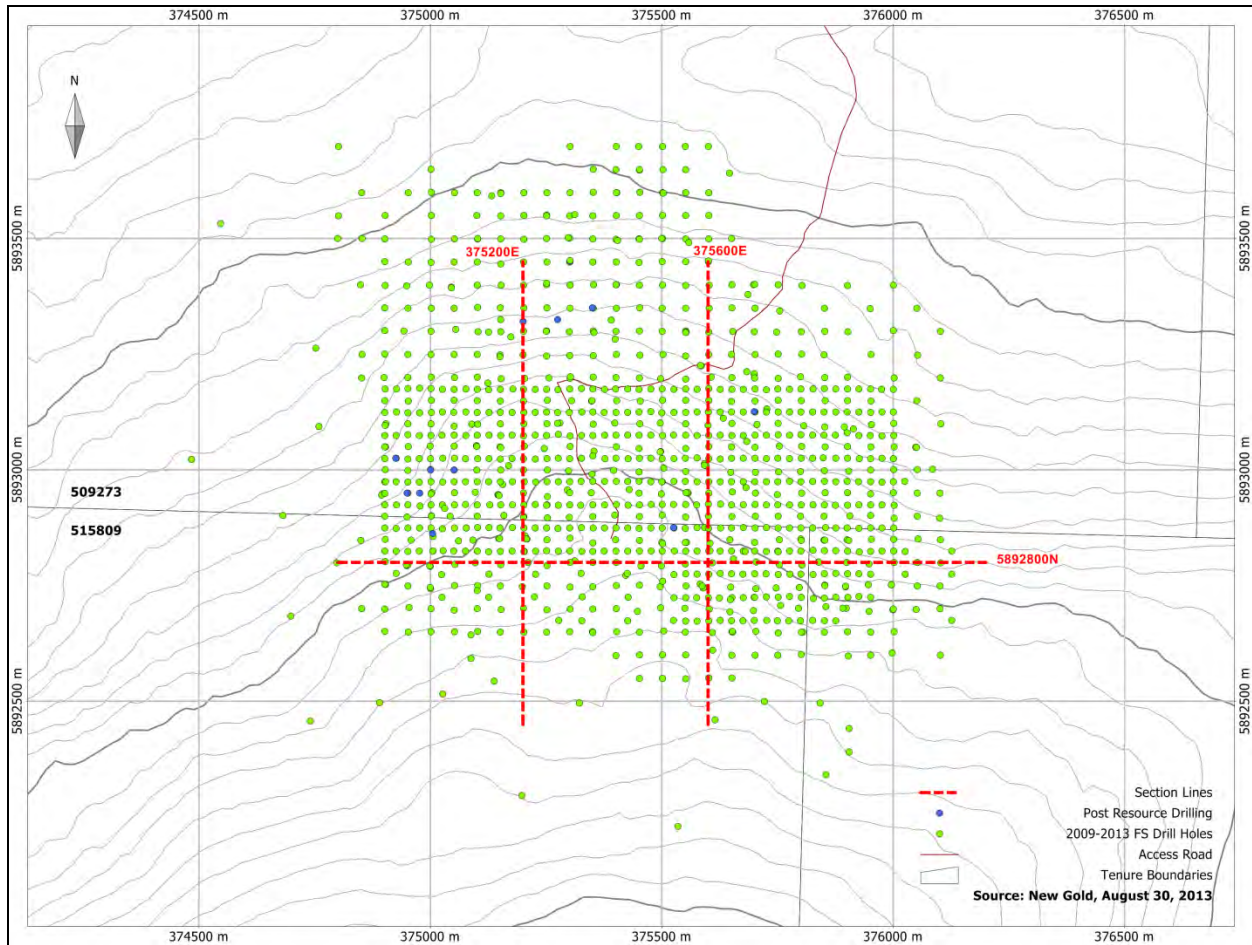 374500 m
375000 m
375500 m
376000 m
376500 m
N
5893500 m
5893500 m
375200E
375600E
5893000 m
5893000 m
509273
515809
5892800N
5892500 m
5892500 m
Section Lines
Post Resource Drilling
2009-2013 FS Drill Holes
Access Road
Tenure Boundaries
Source: New Gold, August 30, 2013
374500 m
375000 m
375500 m
376000 m
376500 m